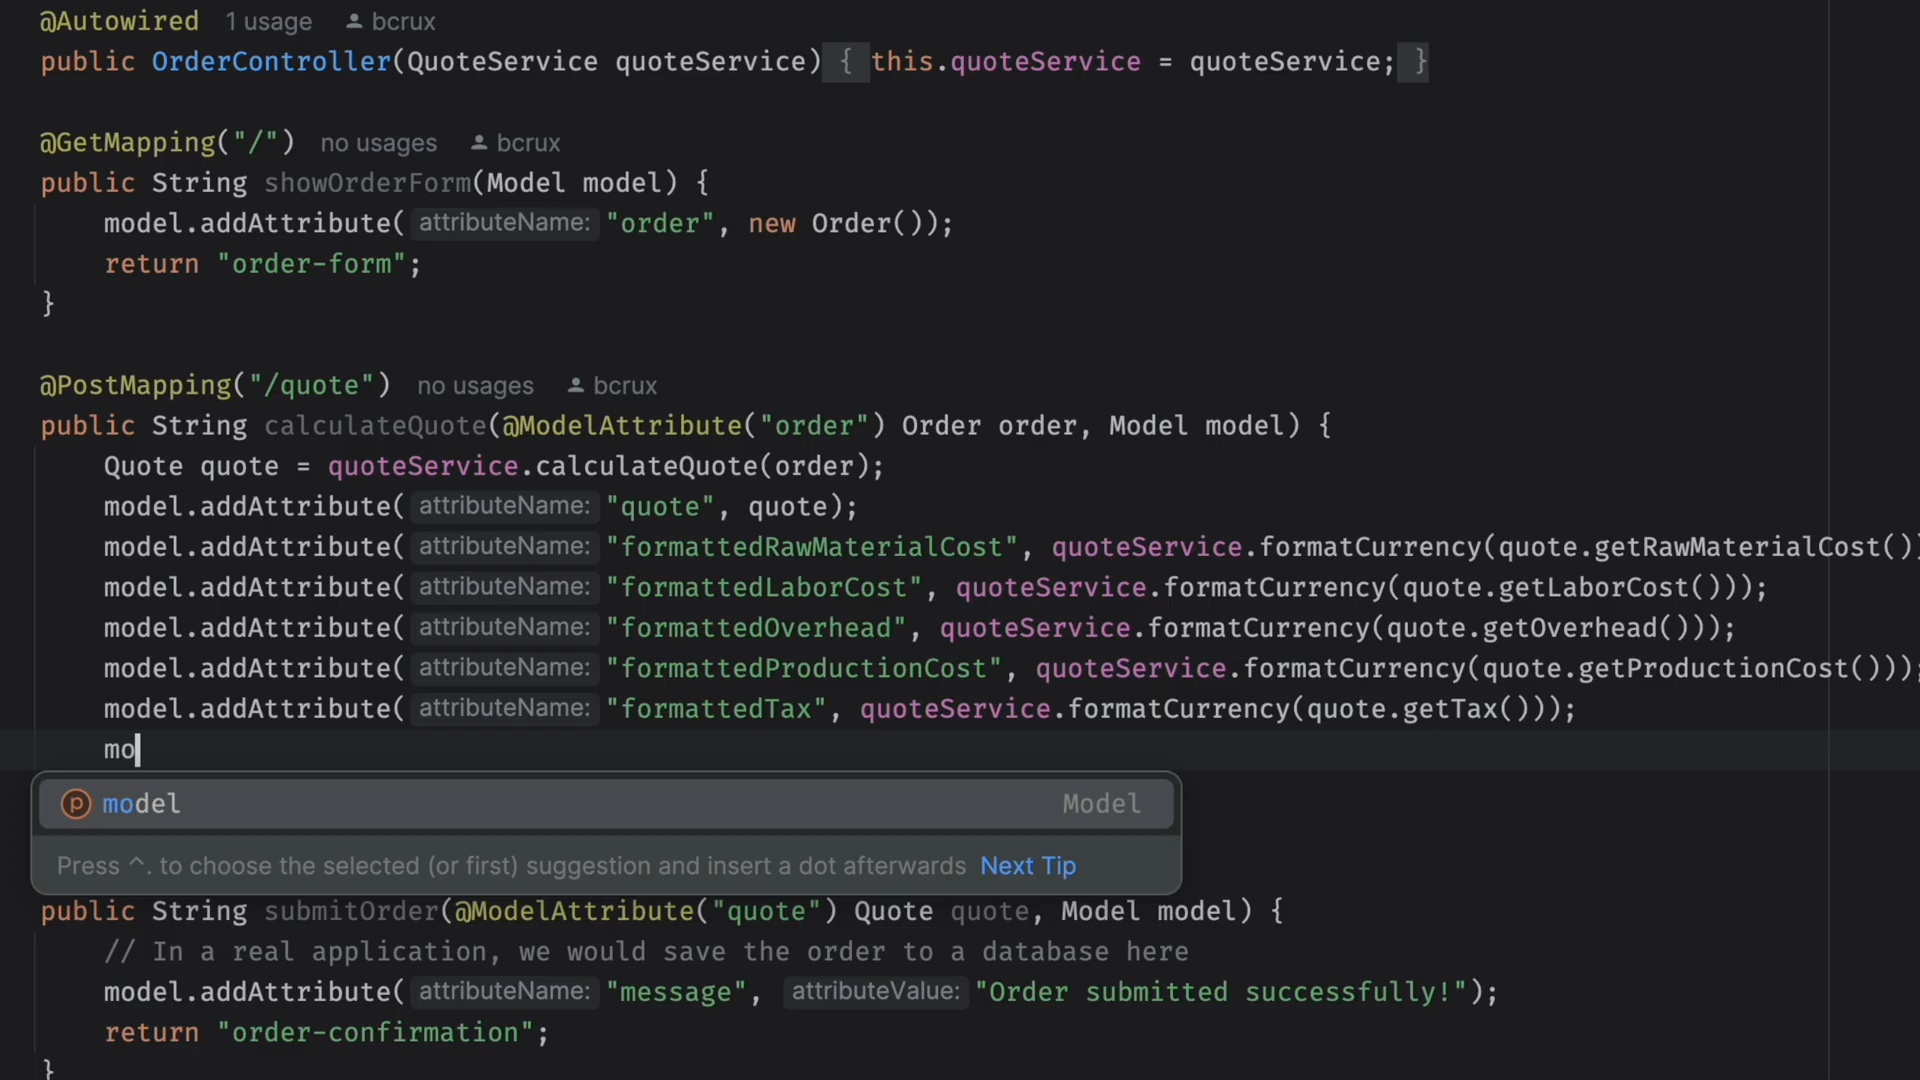 @Autowired 1 usage bcrux
public OrderController(QuoteService quoteService) { this.quoteService = quoteService; }
@GetMapping("/") no usages bcrux
public String showOrderForm(Model model) {
model.addAttribute( attributeName: "order", new Order());
return "order-form";
}
@PostMapping("/quote") no usages bcrux
public String calculateQuote(@ModelAttribute("order") Order order, Model model) {
Quote quote = quoteService.calculateQuote(order);
model.addAttribute( attributeName: "quote", quote);
model.addAttribute( attributeName: "formattedRawMaterialCost", quoteService.formatCurrency(quote.getRawMaterialCost())
model.addAttribute( attributeName: "formattedLaborCost", quoteService.formatCurrency(quote.getLaborCost()));
model.addAttribute( attributeName: "formattedOverhead", quoteService.formatCurrency(quote.getOverhead()));
model.addAttribute( attributeName: "formattedProductionCost", quoteService.formatCurrency(quote.getProductionCost()));
model.addAttribute( attributeName: "formattedTax", quoteService.formatCurrency(quote.getTax()));
mo
p model Model
Press ^. to choose the selected (or first) suggestion and insert a dot afterwards Next Tip
public String submitOrder(@ModelAttribute("quote") Quote quote, Model model) {
// In a real application, we would save the order to a database here
model.addAttribute( attributeName: "message", attributeValue: "Order submitted successfully!");
return "order-confirmation";
}